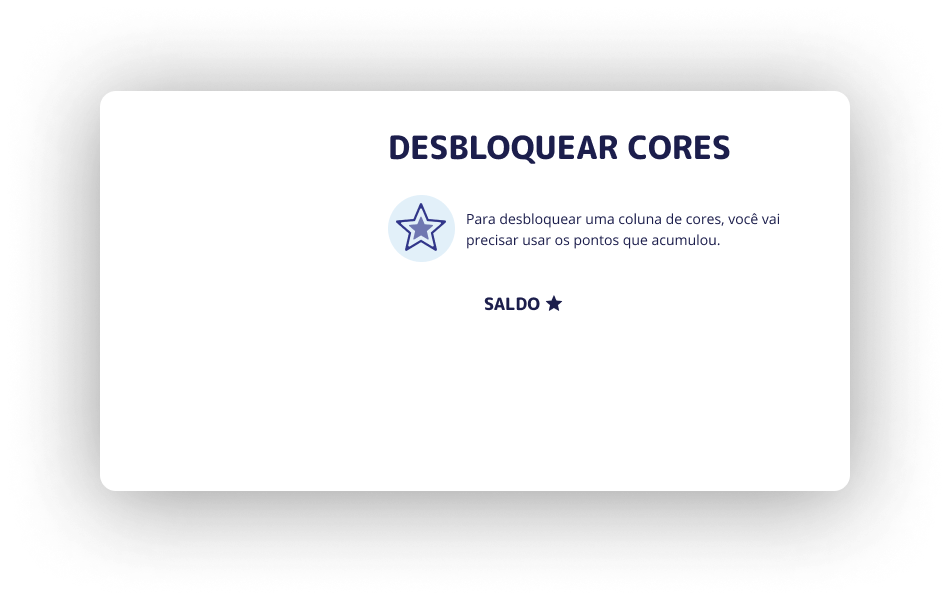 DESBLOQUEAR CORES
Para desbloquear uma coluna de cores, você vai
precisar usar os pontos que acumulou.
SALDO